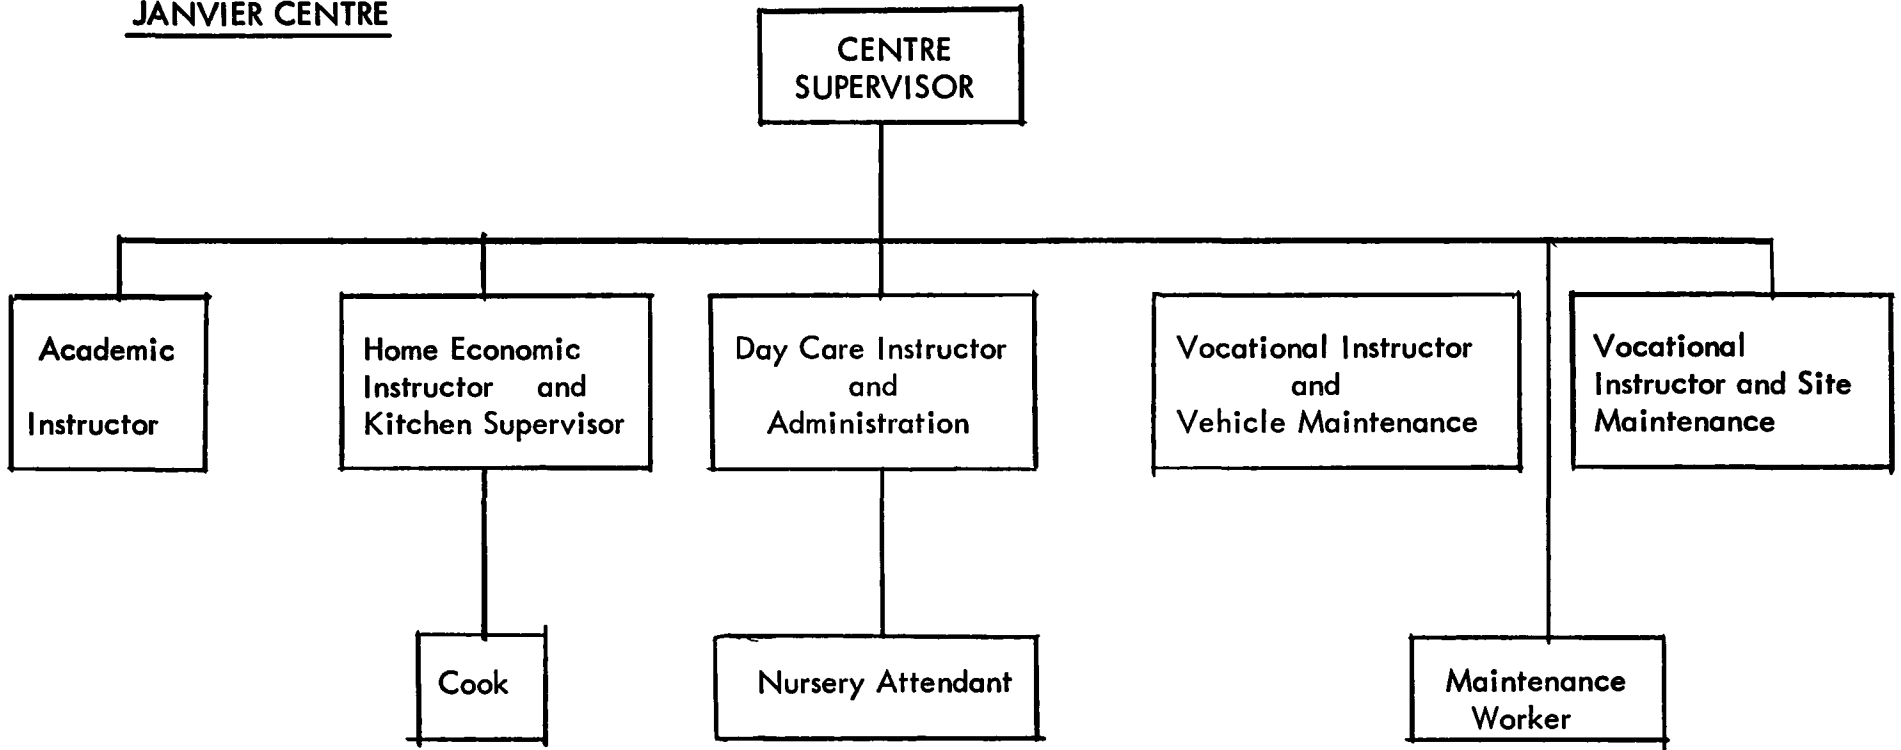 JANVIER CENTRE
CENTRE
SUPERVISOR
Academic
Instructor
Home Economic
Instructor and
Kitchen Supervisor
Day Care Instructor
and
Administration
Vocational Instructor
and
Vehicle Maintenance
Vocational
Instructor and Site
Maintenance
Cook
Nursery Attendant
Maintenance
Worker